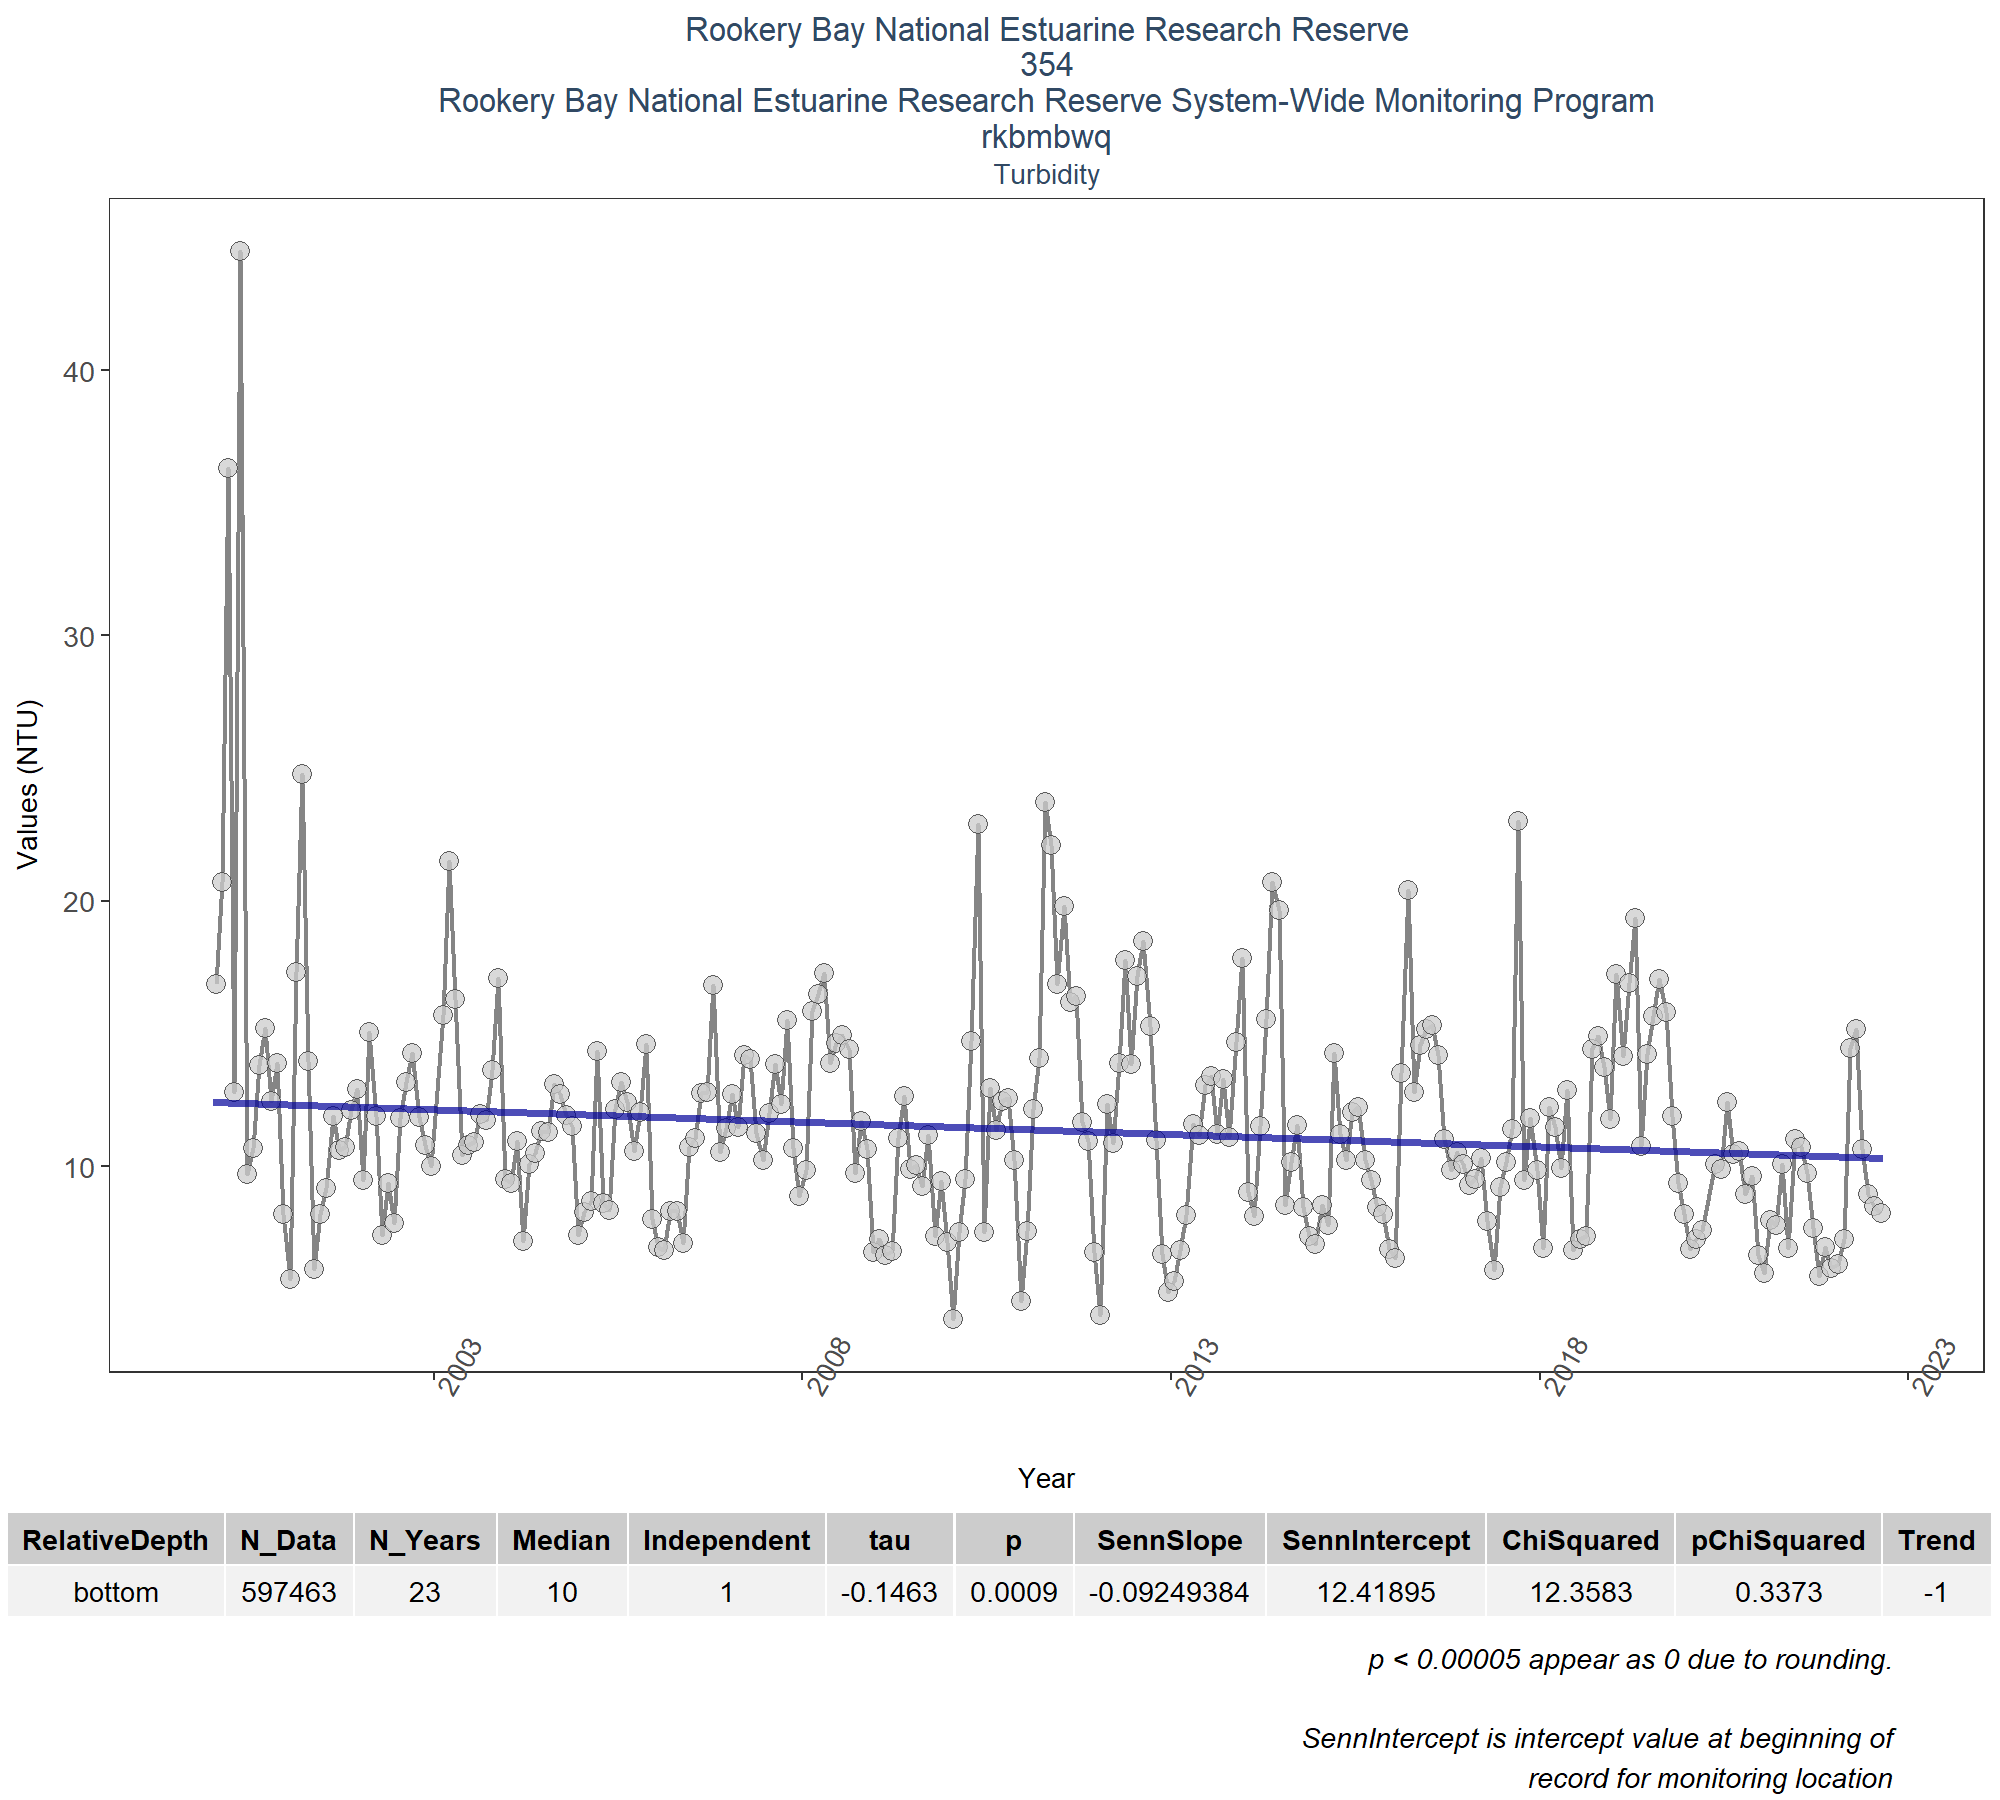 Rookery Bay National Estuarine Research Reserve
354
Rookery Bay National Estuarine Research Reserve System-Wide Monitoring Program
rkbmbwq
Turbidity
Values (NTU)
40
30
20
10
2003 2008 2013 2018 2023
Year
RelativeDepth N_Data N_Years Median Independent tau p SennSlope SennIntercept ChiSquared pChiSquared Trend
bottom 597463 23 10 1 -0.1463 0.0009 -0.09249384 12.41895 12.3583 0.3373 -1
p < 0.00005 appear as 0 due to rounding.
SennIntercept is intercept value at beginning of
record for monitoring location